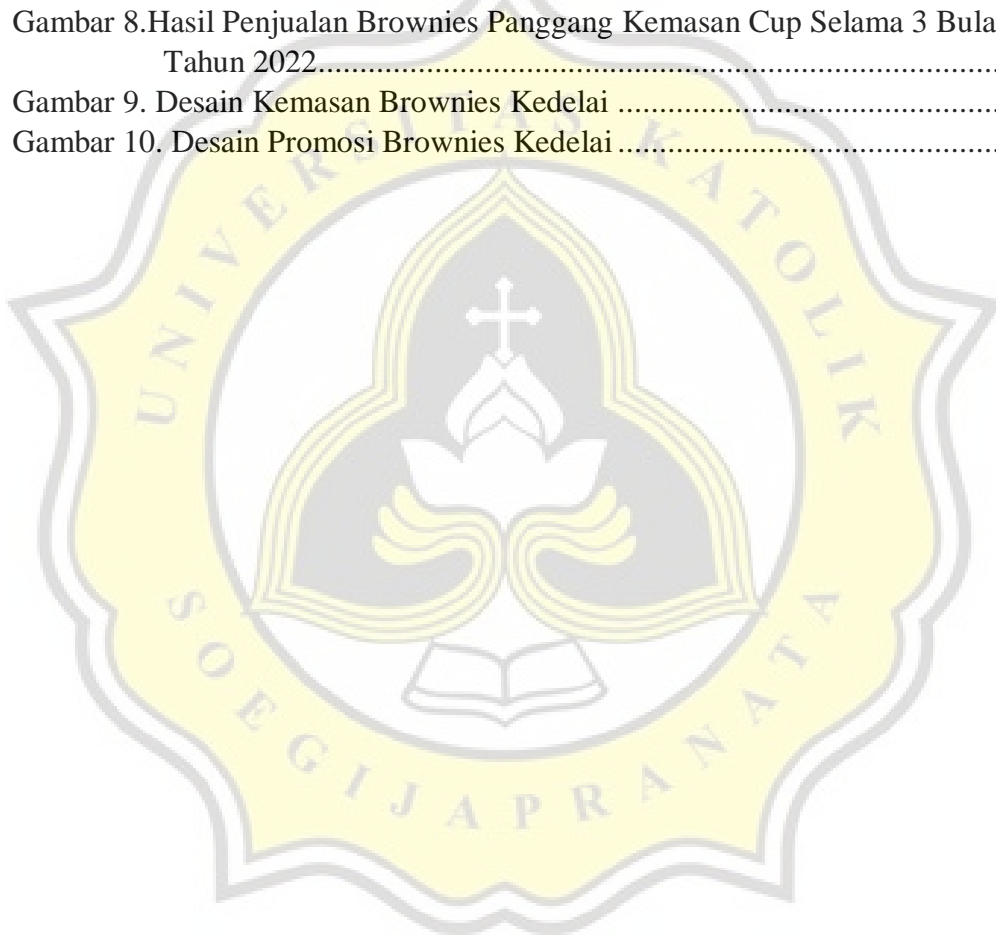 Gambar 8.Hasil Penjualan Brownies Panggang Kemasan Cup Selama 3 Bula
Tahun 2022....................................................................................
Gambar 9. Desain Kemasan Brownies Kedelai ...............................................
Gambar 10. Desain Promosi Brownies Kedelai ..............................................
UNIVERSITAS KATOLIK
SOEGIJAPRANATA